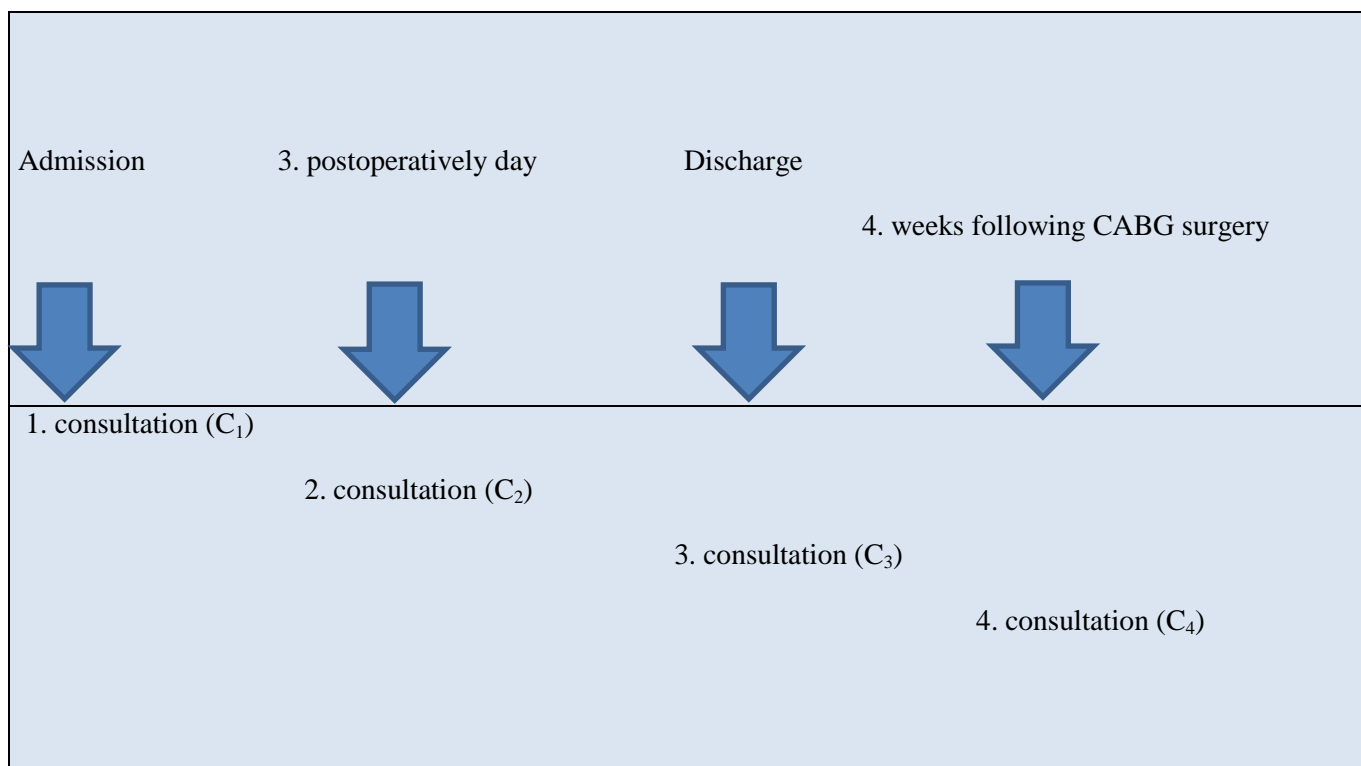 Admission
3. postoperatively day
Discharge
4. weeks following CABG surgery
1. consultation (C₁)
2. consultation (C₂)
3. consultation (C₃)
4. consultation (C₄)